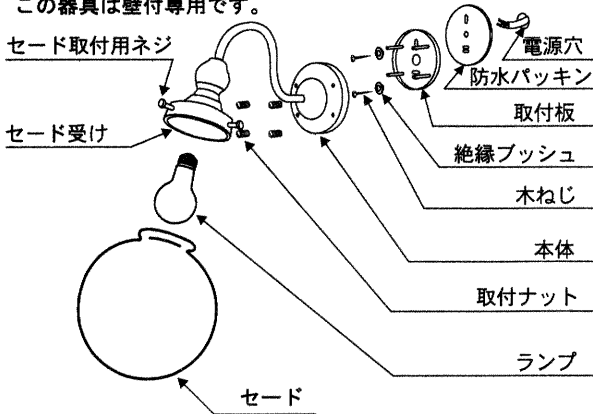 この器具は壁付専用です。
セード取付用ネジ
セード受け
電源穴
防水パッキン
取付板
絶縁ブッシュ
木ねじ
本体
取付ナット
ランプ
セード